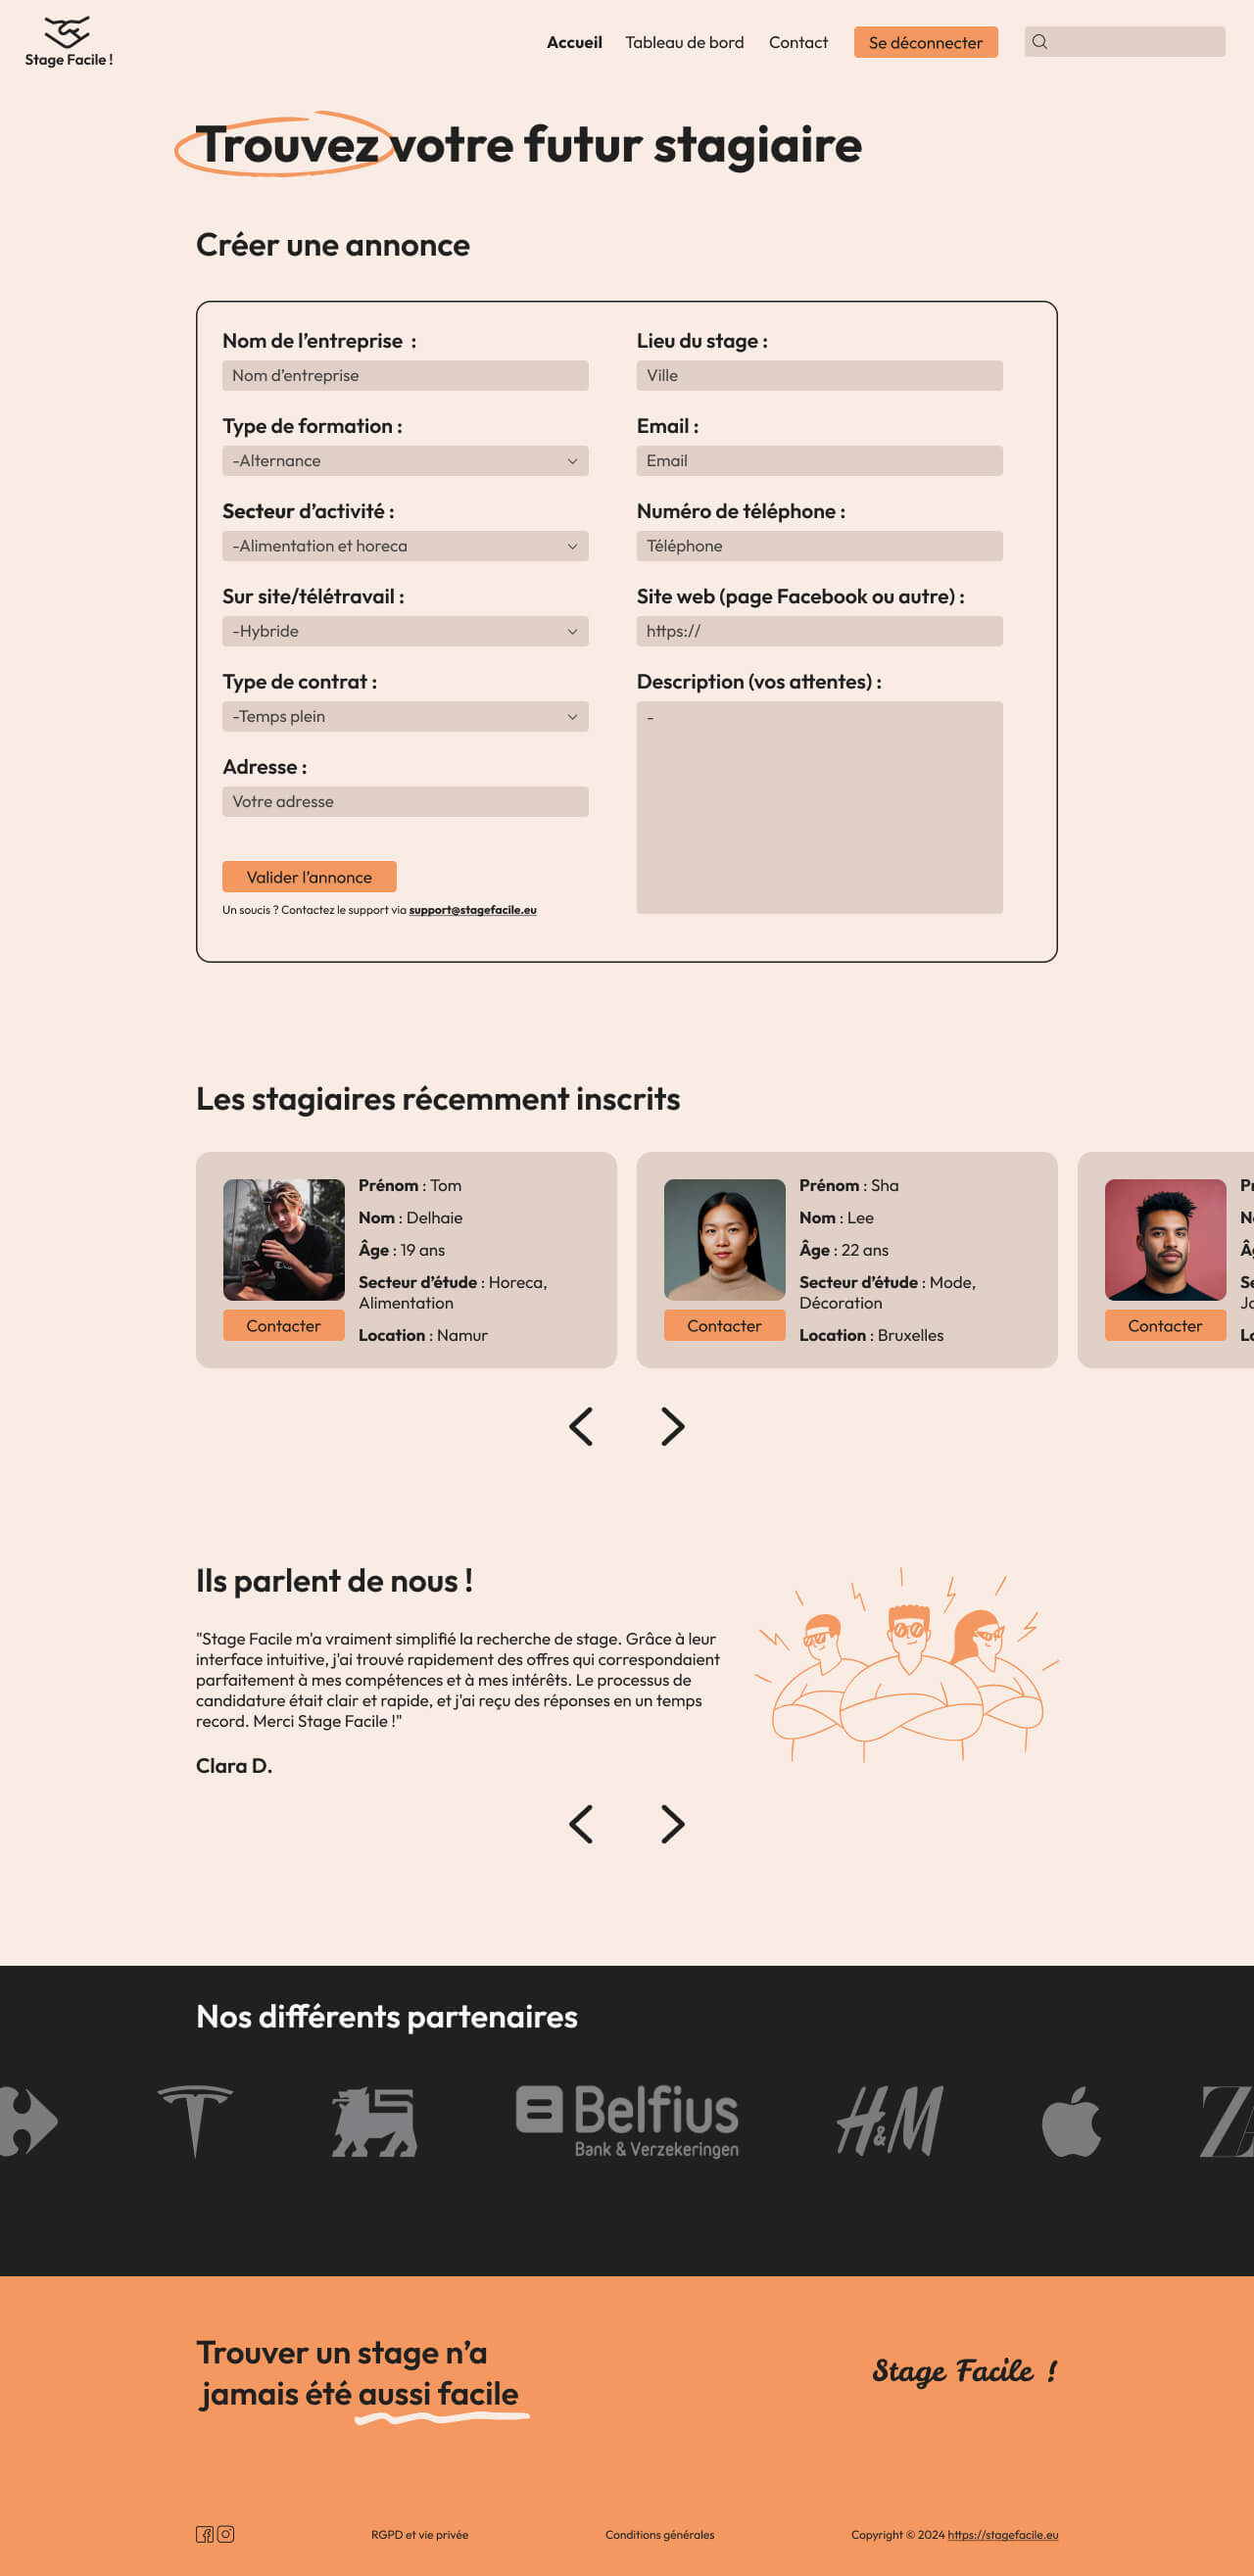 Stage Facile !
Accueil
Tableau de bord
Contact
Se déconnecter
Trouvez votre futur stagiaire
Créer une annonce
Nom de l’entreprise :
Nom d’entreprise
Type de formation :
-Alternance
Secteur d’activité :
-Alimentation et horeca
Sur site/télétravail :
-Hybride
Type de contrat :
-Temps plein
Adresse :
Votre adresse
Valider l’annonce
Un soucis ? Contactez le support via support@stagefacile.eu
Lieu du stage :
Ville
Email :
Email
Numéro de téléphone :
Téléphone
Site web (page Facebook ou autre) :
https://
Description (vos attentes) :
-
Les stagiaires récemment inscrits
Prénom : Tom
Nom : Delhaie
Âge : 19 ans
Secteur d’étude : Horeca,
Alimentation
Location : Namur
Contacter
Prénom : Sha
Nom : Lee
Âge : 22 ans
Secteur d’étude : Mode,
Décoration
Location : Bruxelles
Contacter
Contacter
Ils parlent de nous !
"Stage Facile m'a vraiment simplifié la recherche de stage. Grâce à leur
interface intuitive, j'ai trouvé rapidement des offres qui correspondaient
parfaitement à mes compétences et à mes intérêts. Le processus de
candidature était clair et rapide, et j'ai reçu des réponses en un temps
record. Merci Stage Facile !"
Clara D.
Nos différents partenaires
Belfius
Bank & Verzekeringen
H&M
Trouver un stage n’a
jamais été aussi facile
Stage Facile !
RGPD et vie privée
Conditions générales
Copyright © 2024 https://stagefacile.eu